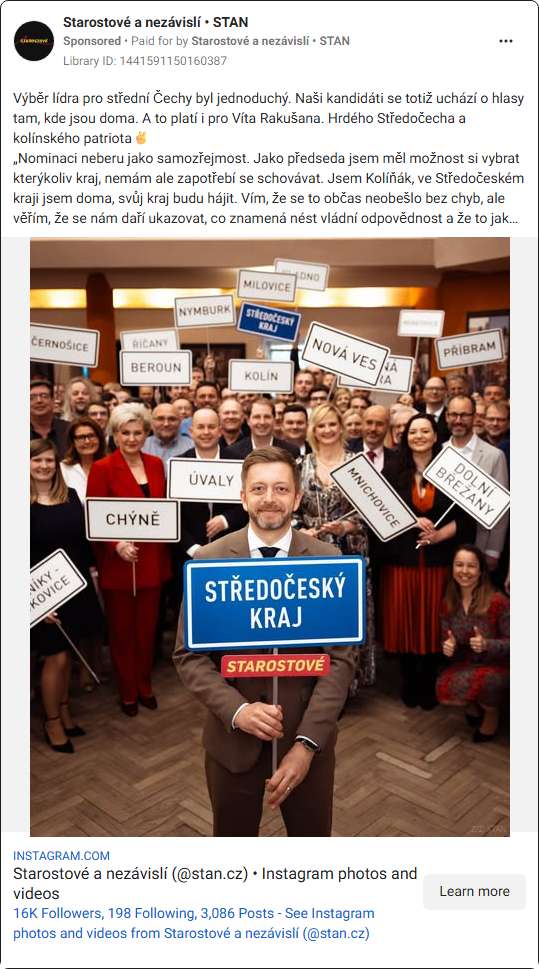 Starostové a nezávislí • STAN
Sponsored • Paid for by Starostové a nezávislí • STAN
Library ID: 1441591150160387
Výběr lídra pro střední Čechy byl jednoduchý. Naši kandidáti se totiž uchází o hlasy
tam, kde jsou doma. A to platí i pro Víta Rakušana. Hrdého Středočecha a
kolínského patriota✌
„Nominaci neberu jako samozřejmost. Jako předseda jsem měl možnost si vybrat
kterýkoliv kraj, nemám ale zapotřebí se schovávat. Jsem Kolíňák, ve Středočeském
kraji jsem doma, svůj kraj budu hájit. Vím, že se to občas neobešlo bez chyb, ale
věřím, že se nám daří ukazovat, co znamená nést vládní odpovědnost a že to jak...
MILOVICE
NYMBURK
STŘEDOČESKÝ
KRAJ
ČERNOŠICE
ŘÍČANY
BEROUN
KOLÍN
NOVÁ VES
PŘÍBRAM
ÚVALY
MNICHOVICE
DOLNÍ
BŘEŽANY
CHÝNĚ
STŘEDOČESKÝ
KRAJ
STAROSTOVÉ
INSTAGRAM.COM
Starostové a nezávislí (@stan.cz) • Instagram photos and
videos
Learn more
16K Followers, 198 Following, 3,086 Posts - See Instagram
photos and videos from Starostové a nezávislí (@stan.cz)